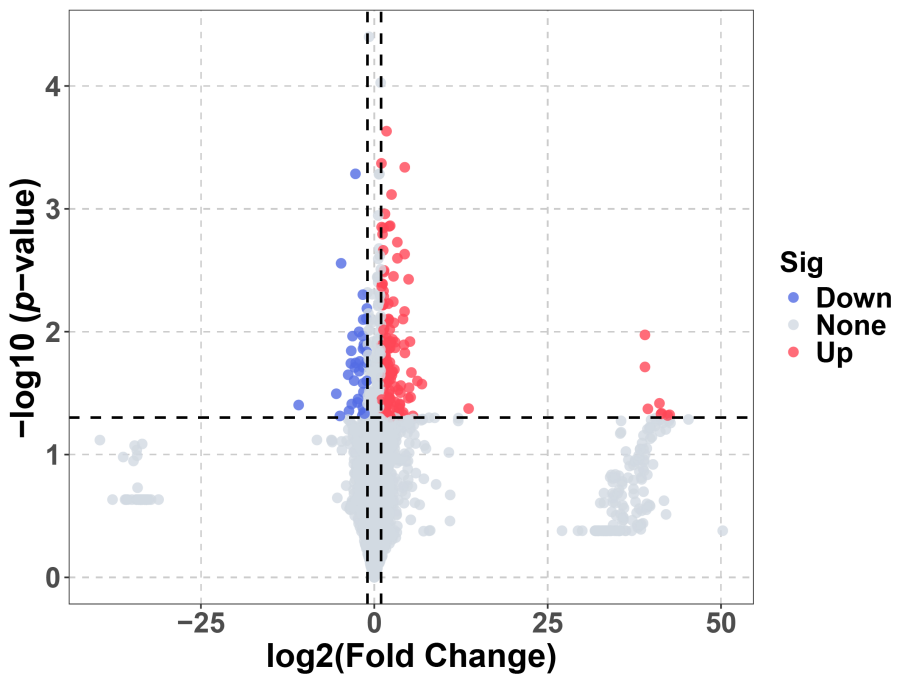 4
3
2
1
0
−25
0
25
50
−log10 (p−value)
log2(Fold Change)
Sig
Down
None
Up